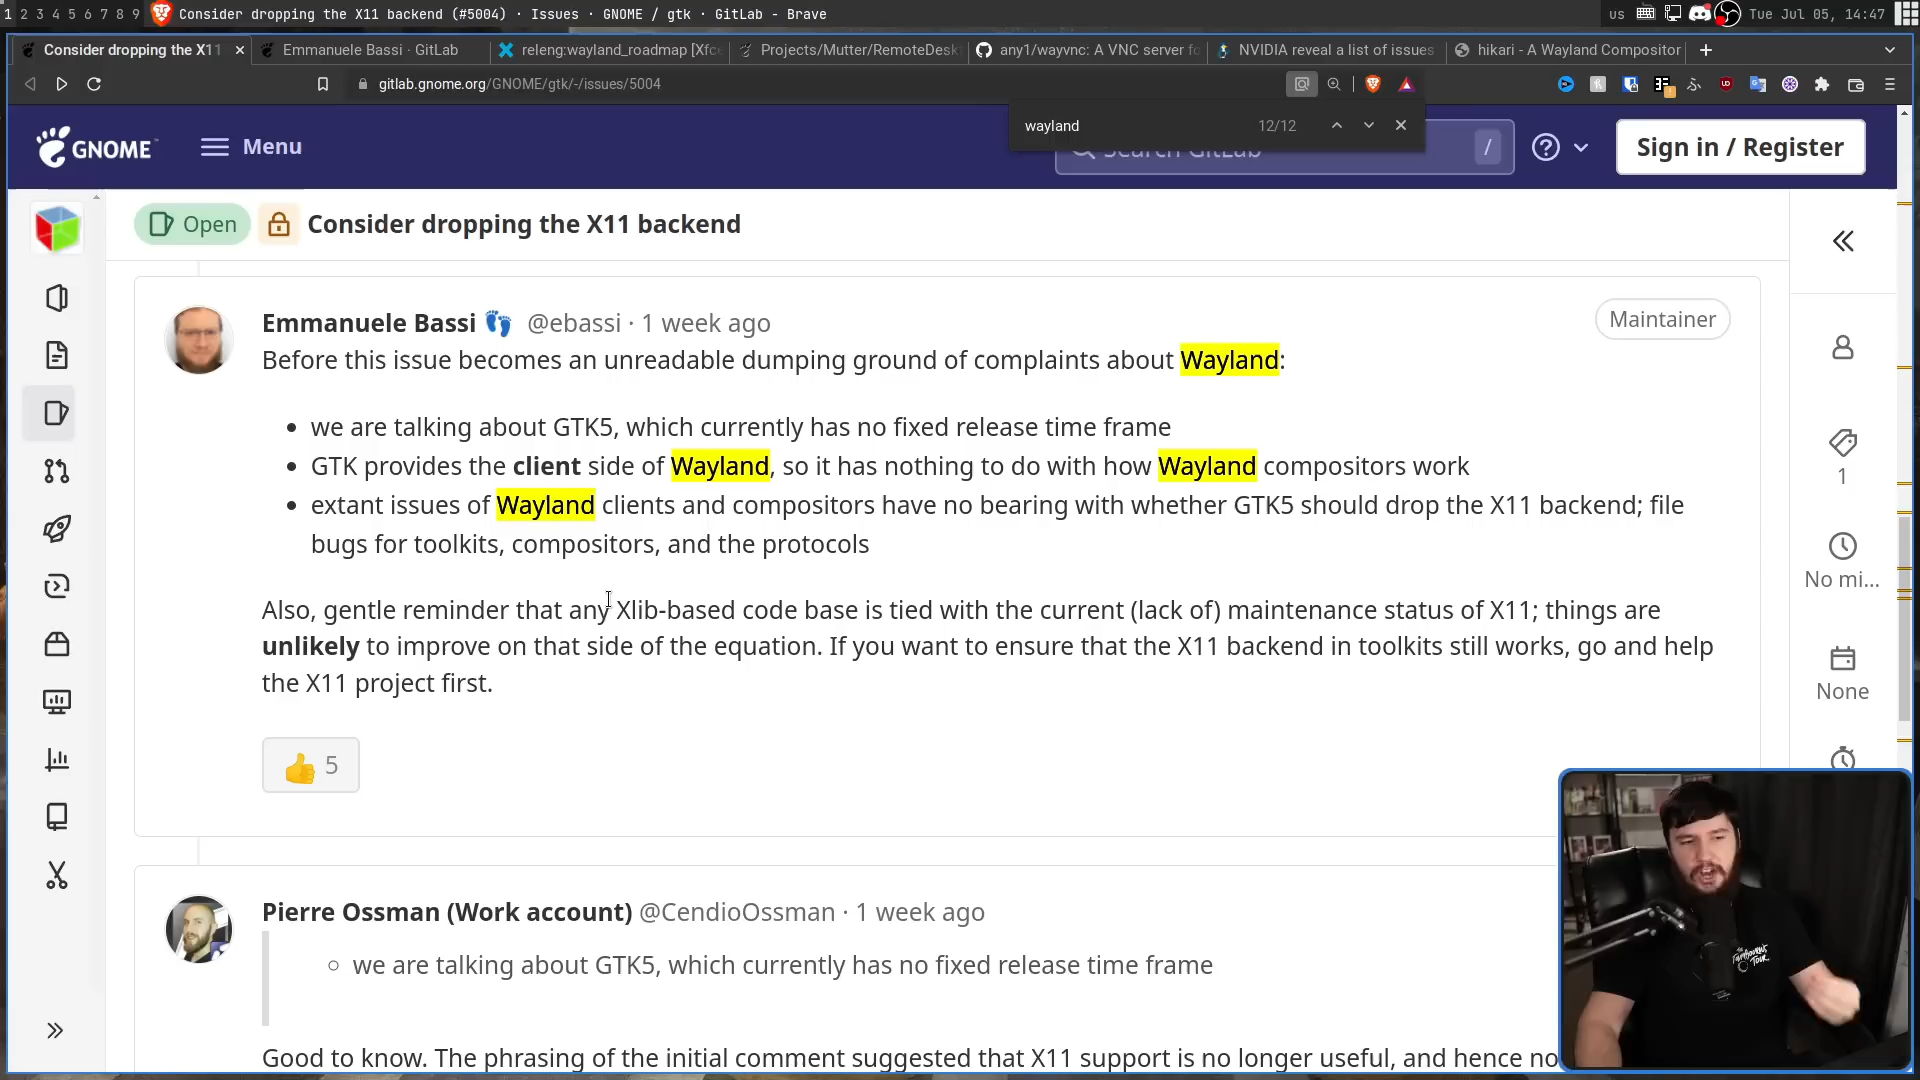 1 2 3 4 5 6 7 8 9 Consider dropping the X11 backend (#5004) · Issues · GNOME / gtk · GitLab - Brave us Tue Jul 05, 14:47
Consider dropping the X11 Emmanuele Bassi · GitLab releng:wayland_roadmap [Xfc Projects/Mutter/RemoteDesk any1/wayvnc: A VNC server fo NVIDIA reveal a list of issues hikari - A Wayland Compositor
gitlab.gnome.org/GNOME/gtk/-/issues/5004
wayland 12/12
GNOME Menu Search GitLab / Sign in / Register
Open Consider dropping the X11 backend
Emmanuele Bassi 👣 @ebassi · 1 week ago Maintainer
Before this issue becomes an unreadable dumping ground of complaints about Wayland:
• we are talking about GTK5, which currently has no fixed release time frame
• GTK provides the client side of Wayland, so it has nothing to do with how Wayland compositors work
• extant issues of Wayland clients and compositors have no bearing with whether GTK5 should drop the X11 backend; file
bugs for toolkits, compositors, and the protocols
Also, gentle reminder that any Xlib-based code base is tied with the current (lack of) maintenance status of X11; things are
unlikely to improve on that side of the equation. If you want to ensure that the X11 backend in toolkits still works, go and help
the X11 project first.
👍 5
1
No mi...
None
Pierre Ossman (Work account) @CendioOssman · 1 week ago
◦ we are talking about GTK5, which currently has no fixed release time frame
Good to know. The phrasing of the initial comment suggested that X11 support is no longer useful, and hence no